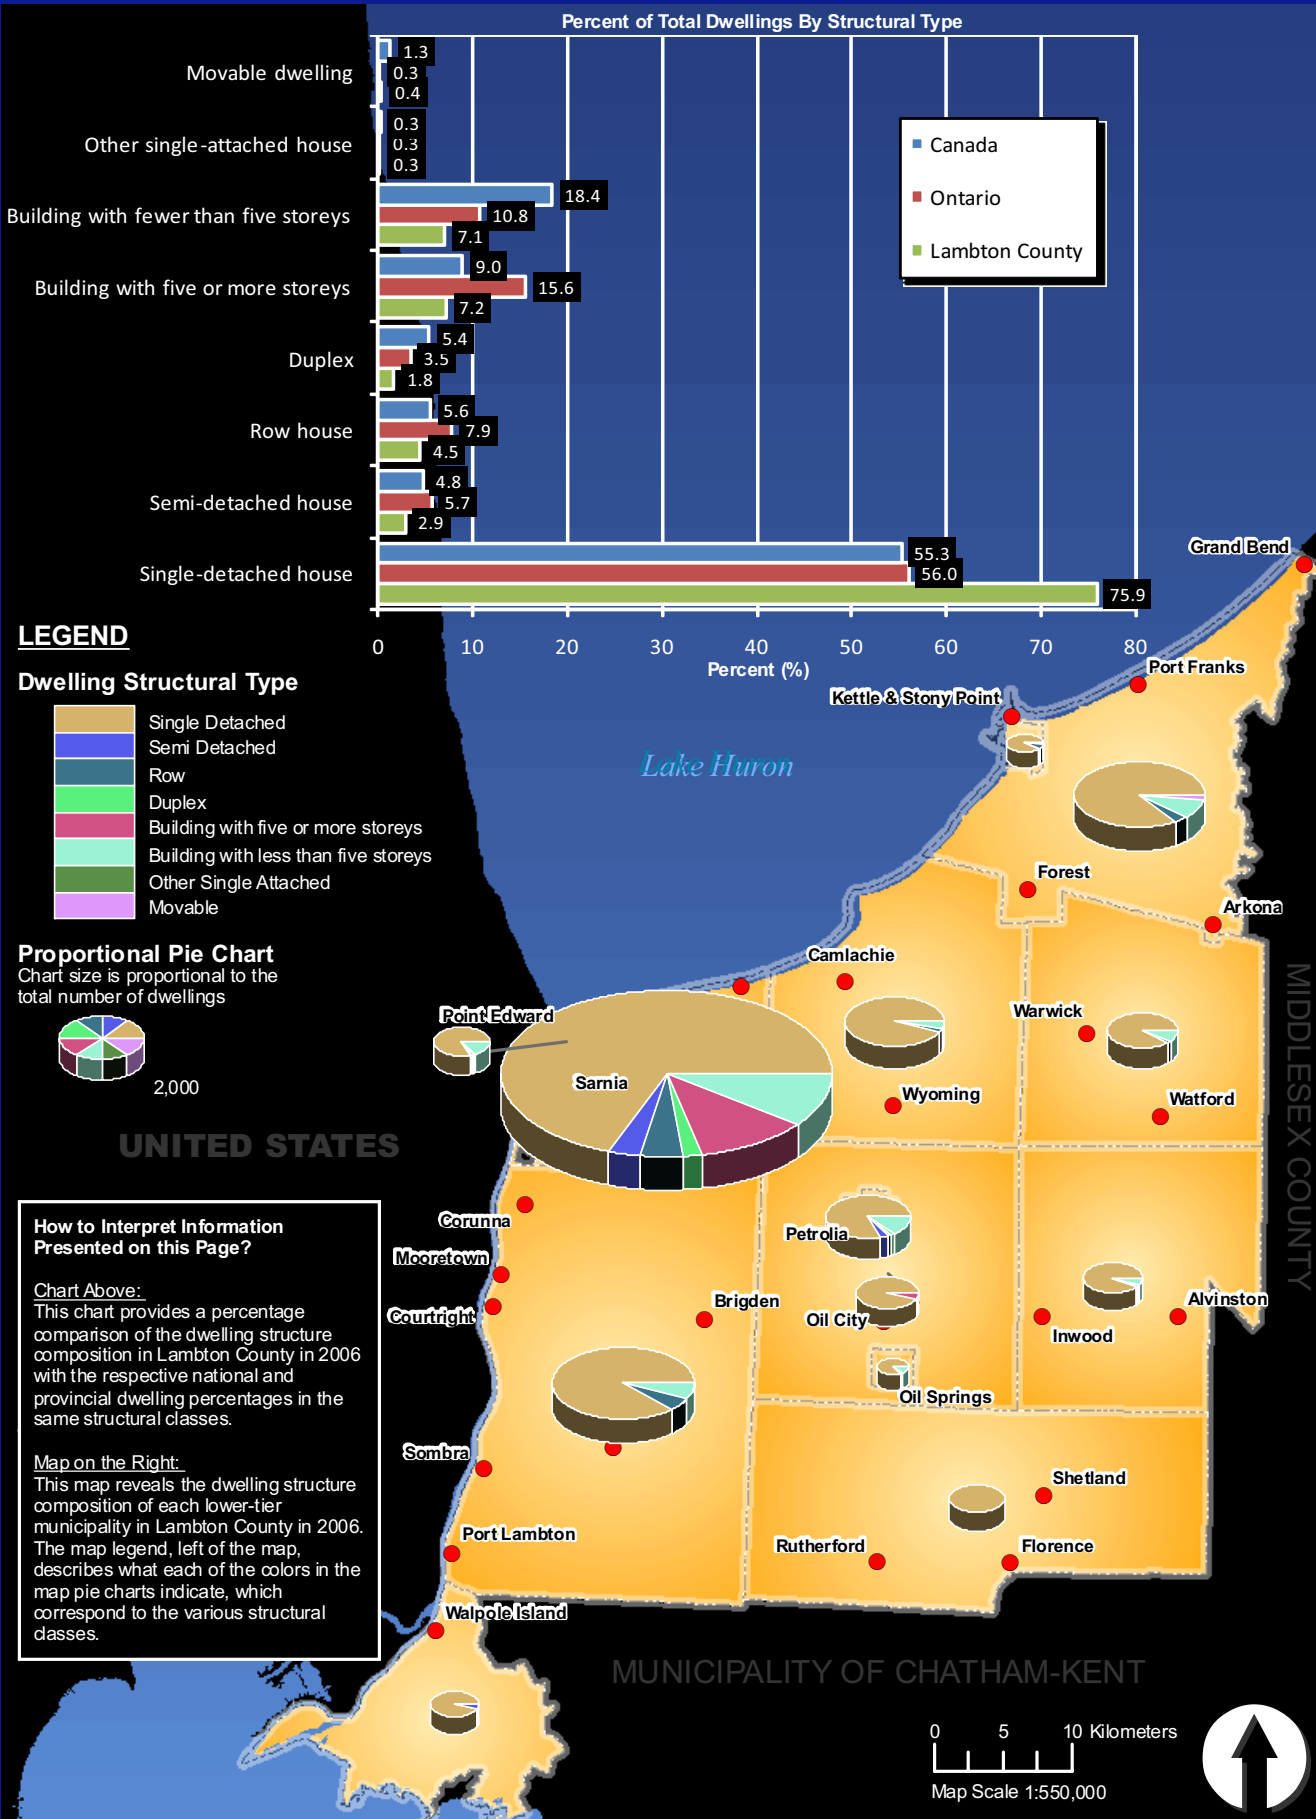 Percent of Total Dwellings By Structural Type
Movable dwelling
1.3
0.3
0.4
Other single-attached house
0.3
0.3
0.3
Building with fewer than five storeys
18.4
10.8
7.1
Building with five or more storeys
9.0
15.6
7.2
Duplex
5.4
3.5
1.8
Row house
5.6
7.9
4.5
Semi-detached house
4.8
5.7
2.9
Single-detached house
55.3
56.0
75.9
0 10 20 30 40 50 60 70 80
Percent (%)
Canada
Ontario
Lambton County
LEGEND
Dwelling Structural Type
Single Detached
Semi Detached
Row
Duplex
Building with five or more storeys
Building with less than five storeys
Other Single Attached
Movable
Proportional Pie Chart
Chart size is proportional to the
total number of dwellings
2,000
UNITED STATES
How to Interpret Information
Presented on this Page?
Chart Above:
This chart provides a percentage
comparison of the dwelling structure
composition in Lambton County in 2006
with the respective national and
provincial dwelling percentages in the
same structural classes.
Map on the Right:
This map reveals the dwelling structure
composition of each lower-tier
municipality in Lambton County in 2006.
The map legend, left of the map,
describes what each of the colors in the
map pie charts indicate, which
correspond to the various structural
classes.
Grand Bend
Port Franks
Kettle & Stony Point
Lake Huron
Forest
Arkona
Camlachie
Point Edward
Warwick
Sarnia
Wyoming
Watford
MIDDLESEX COUNTY
Corunna
Petrolia
Mooretown
Courtright
Brigden
Oil City
Inwood
Alvinston
Oil Springs
Sombra
Shetland
Port Lambton
Rutherford
Florence
Walpole Island
MUNICIPALITY OF CHATHAM-KENT
0 5 10 Kilometers
Map Scale 1:550,000